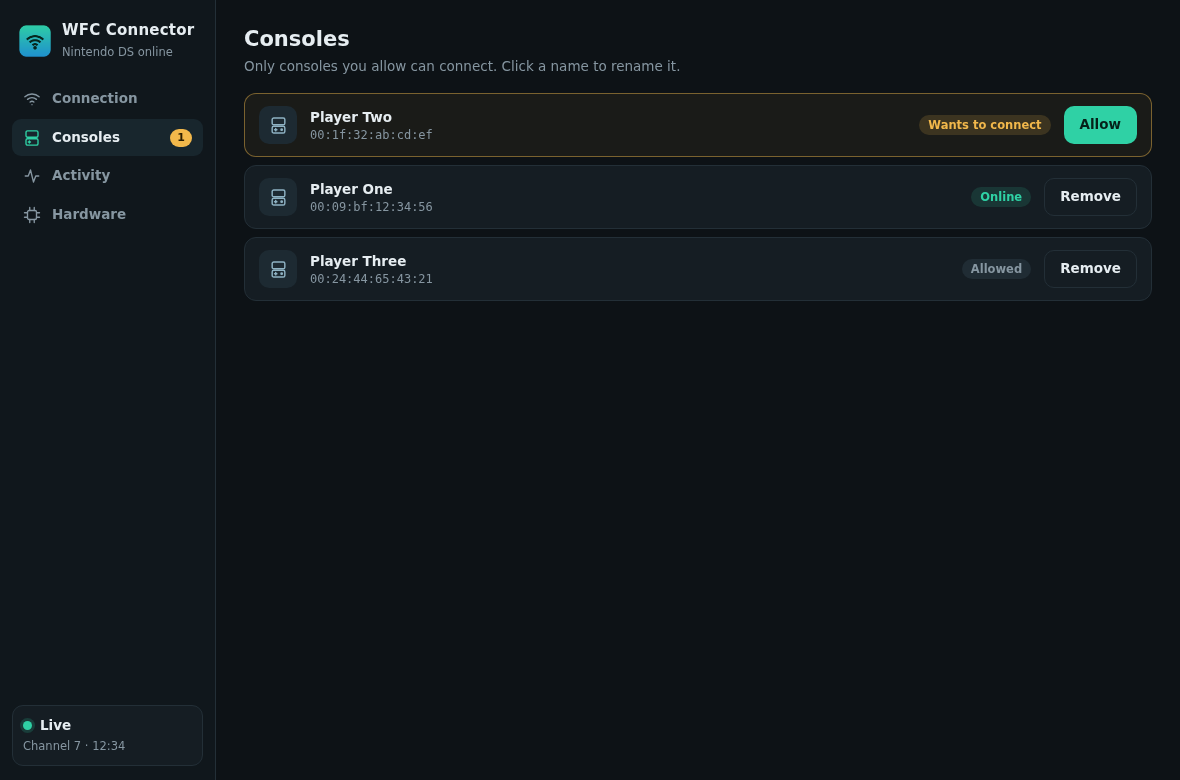 WFC Connector
Nintendo DS online
Connection
Consoles 1
Activity
Hardware
Live
Channel 7 · 12:34
Consoles
Only consoles you allow can connect. Click a name to rename it.
Player Two
00:1f:32:ab:cd:ef
Wants to connect
Allow
Player One
00:09:bf:12:34:56
Online
Remove
Player Three
00:24:44:65:43:21
Allowed
Remove